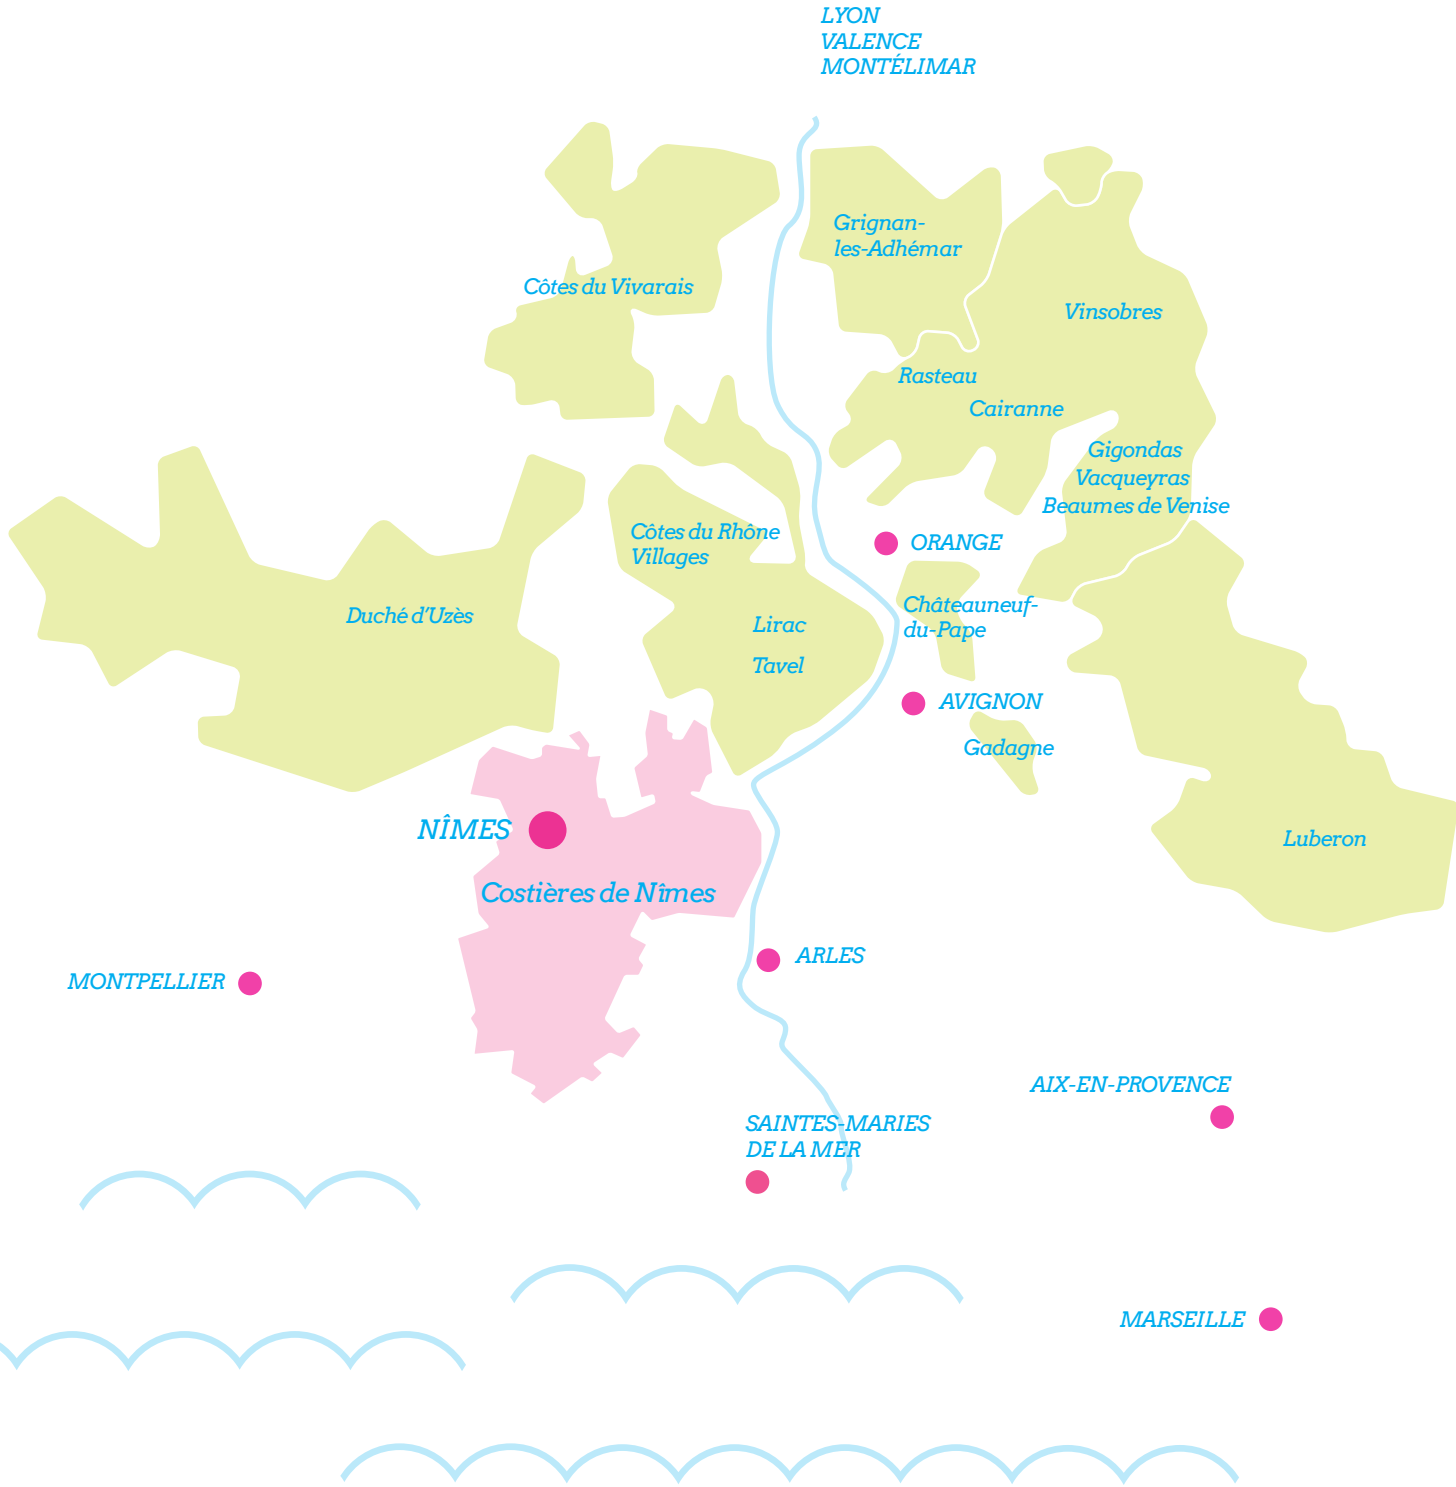 LYON
VALENCE
MONTÉLIMAR
Grignan-
les-Adhémar
Côtes du Vivarais
Vinsobres
Rasteau
Cairanne
Gigondas
Vacqueyras
Beaumes de Venise
Côtes du Rhône
Villages
ORANGE
Duché d'Uzès
Lirac
Tavel
Châteauneuf-
du-Pape
AVIGNON
Gadagne
NÎMES
Luberon
Costières de Nîmes
ARLES
MONTPELLIER
AIX-EN-PROVENCE
SAINTES-MARIES
DE LA MER
MARSEILLE